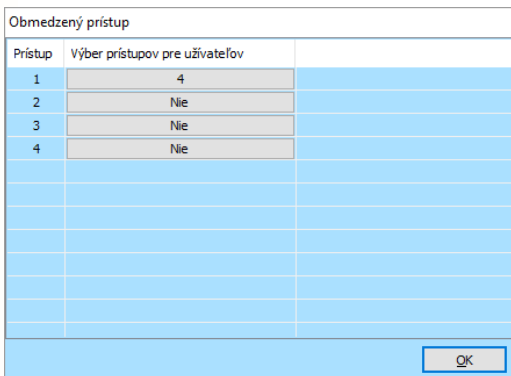 Obmedzený prístup
Prístup Výber prístupov pre užívateľov
1 4
2 Nie
3 Nie
4 Nie
OK